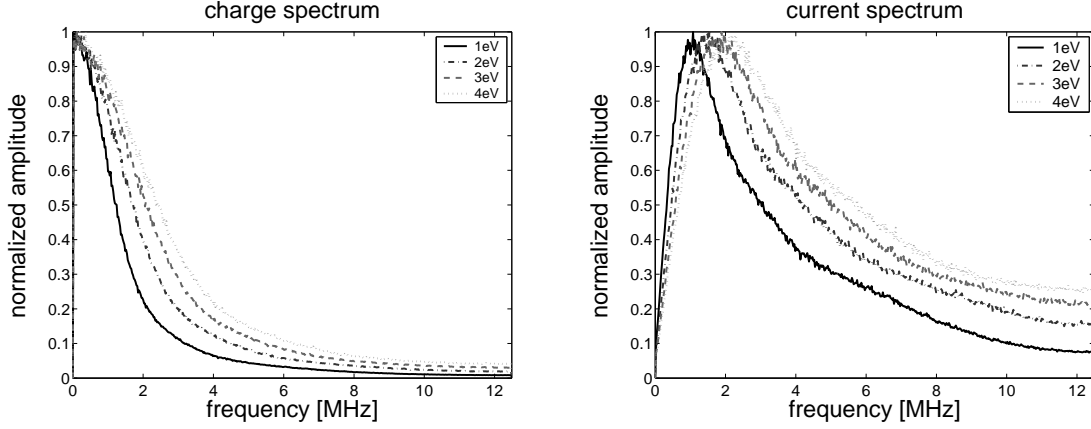 charge spectrum
1
0.9
0.8
0.7
0.6
0.5
0.4
0.3
0.2
0.1
0
normalized amplitude
1eV
2eV
3eV
4eV
0 2 4 6 8 10 12
frequency [MHz]
current spectrum
1
0.9
0.8
0.7
0.6
0.5
0.4
0.3
0.2
0.1
0
normalized amplitude
1eV
2eV
3eV
4eV
0 2 4 6 8 10 12
frequency [MHz]